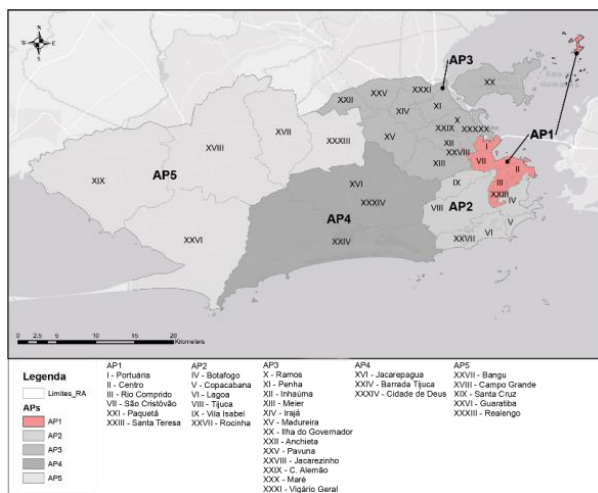 N
W E
S
AP3
XXXI
XXV
XXII
XX
XI
XIV
X
XXIX
XXXXX
AP1
XVIII
XVII
XXXIII
XV
XII
XXVIII
I
VII
II
XIII
XIX
AP5
XVI
IX
III
XXIII
IV
XXXIV
AP2
VIII
AP4
V
XXVI
XXIV
VI
XXVII
0 2,5 5 10 15 20
Kilometers
Legenda
Limites_RA
APs
AP1
AP2
AP3
AP4
AP5
AP1
I - Portuária
II - Centro
III - Rio Comprido
VII - São Cristóvão
XXI - Paquetá
XXIII - Santa Teresa
AP2
IV - Botafogo
V - Copacabana
VI - Lagoa
VIII - Tijuca
IX - Vila Isabel
XXVII - Rocinha
AP3
X - Ramos
XI - Penha
XII - Inhaúma
XIII - Meier
XIV - Irajá
XV - Madureira
XX - Ilha do Governador
XXII - Anchieta
XXV - Pavuna
XXVIII - Jacarezinho
XXIX - C. Alemão
XXX - Maré
XXXI - Vigário Geral
AP4
XVI - Jacarepagua
XXIV - Barrada Tijuca
XXXIV - Cidade de Deus
AP5
XXVII - Bangu
XVIII - Campo Grande
XIX - Santa Cruz
XXVI - Guaratiba
XXXIII - Realengo